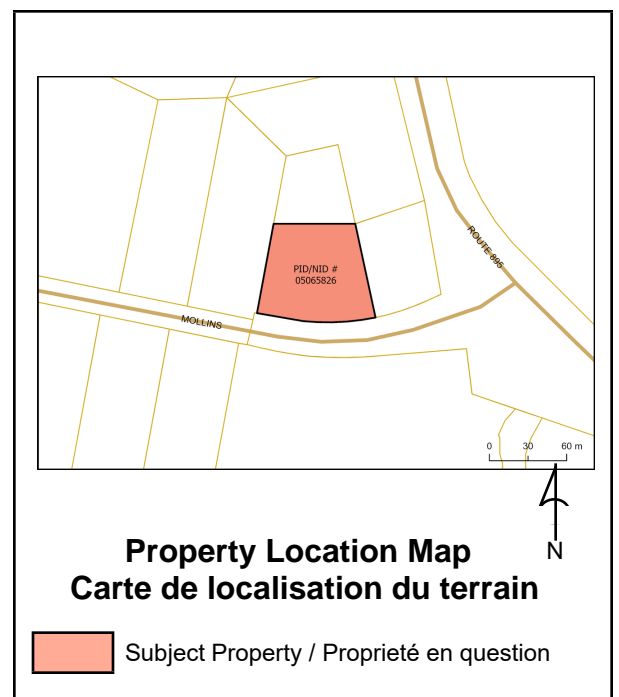 PID/NID #
05065826
ROUTE 895
MOLLINS
0 30 60 m
N
Property Location Map
Carte de localisation du terrain
Subject Property / Proprieté en question